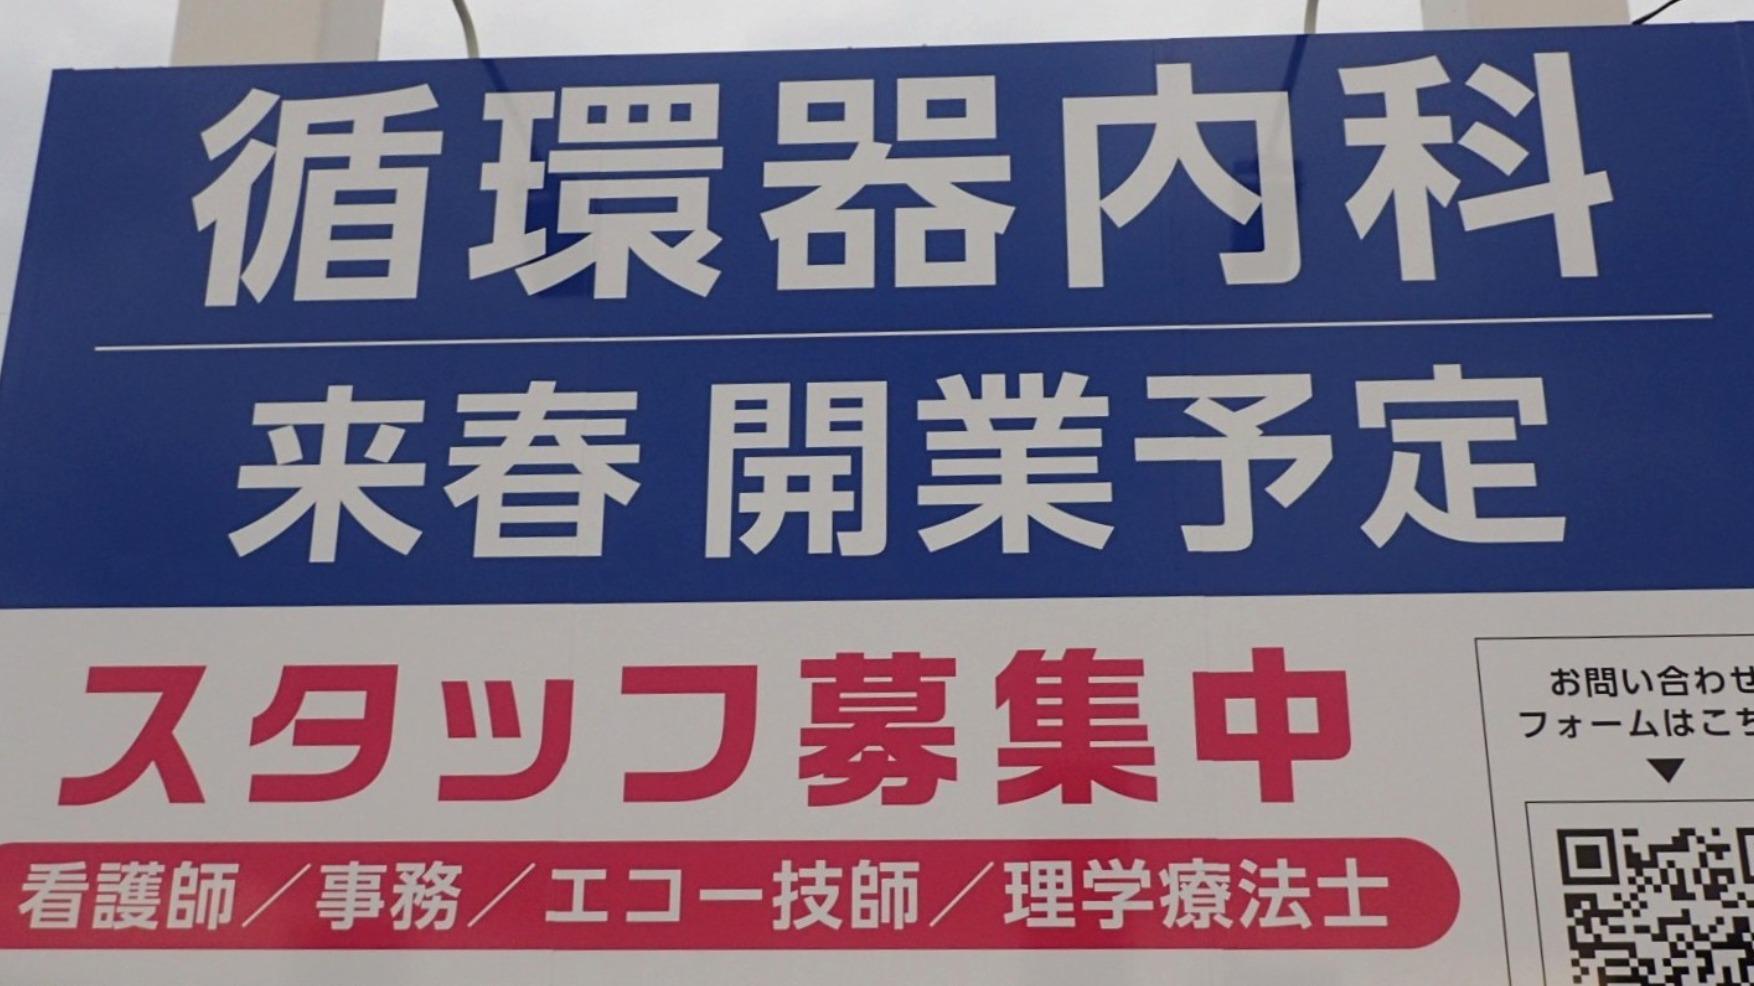 循環器内科
来春 開業予定
スタッフ募集中
看護師／事務／エコー技師／理学療法士
お問い合わせ
フォームはこち